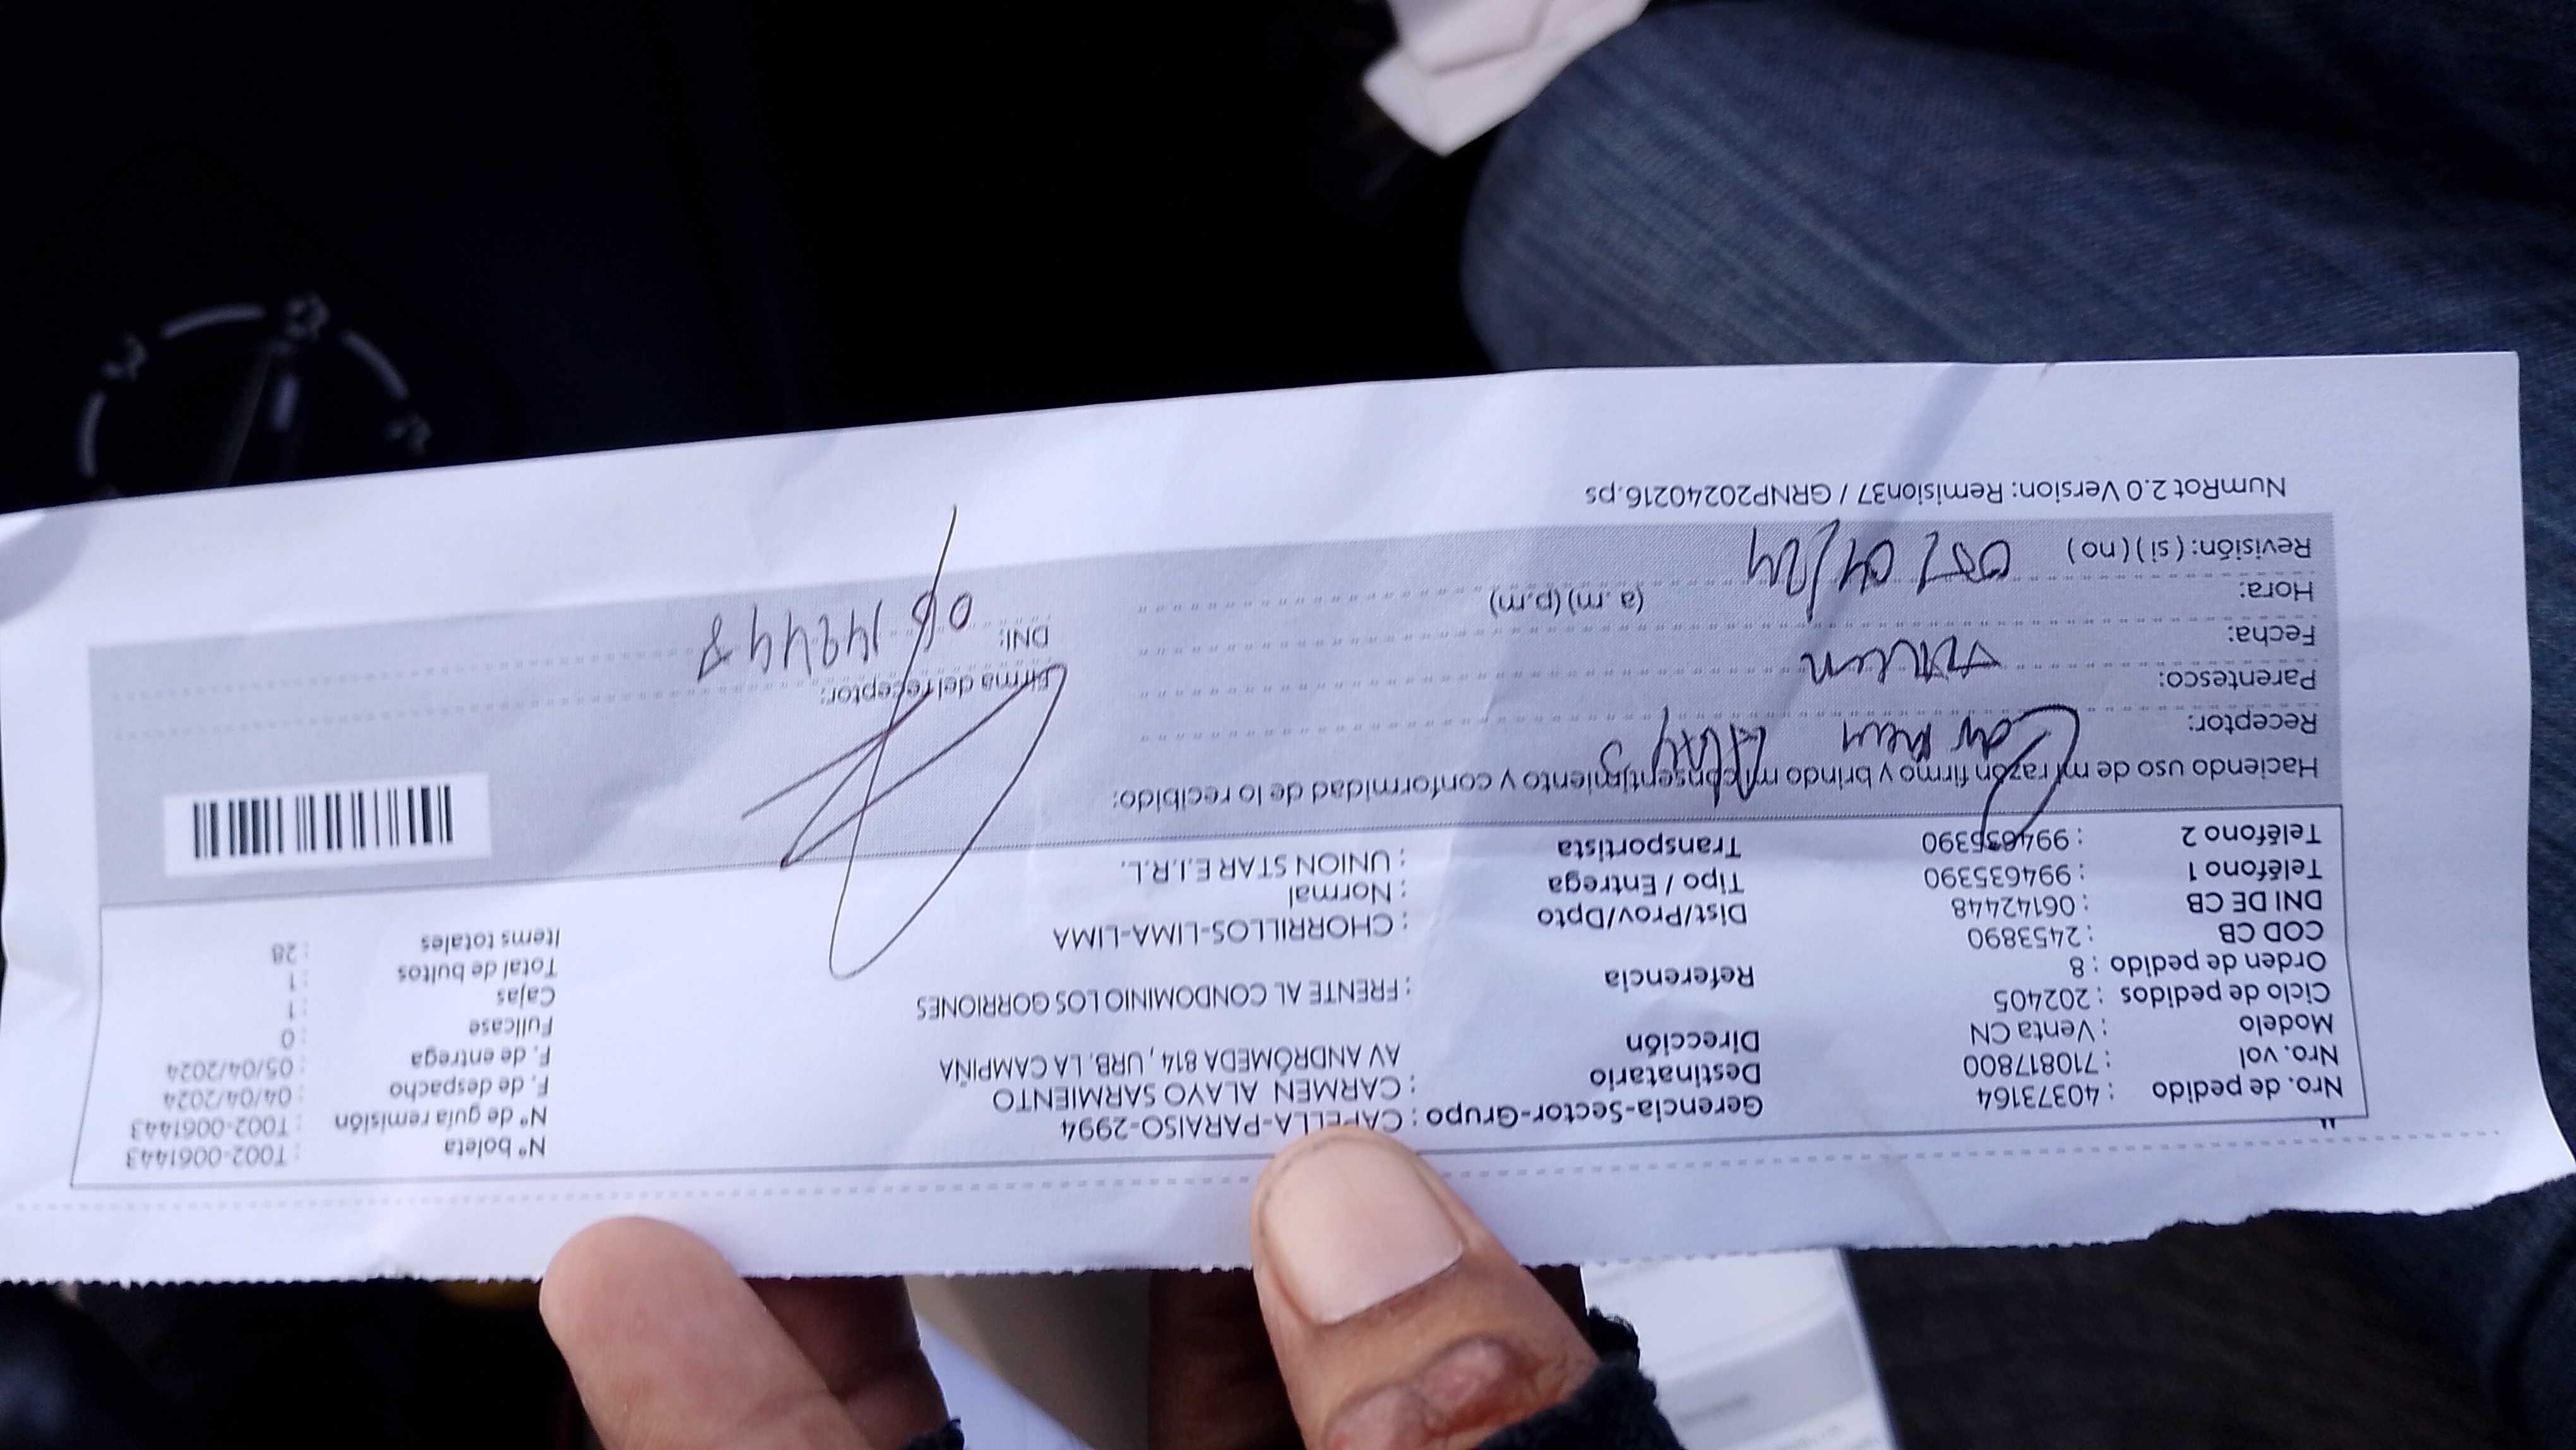 Nro. de pedido : 40373164 Gerencia-Sector-Grupo : CAPELLA-PARAISO-2994 N° boleta : T002-0061443
Nro. vol : 710817800 Destinatario : CARMEN ALAYO SARMIENTO N° de guía remisión : T002-0061443
Modelo : Venta CN Dirección AV ANDRÓMEDA 814 , URB. LA CAMPIÑA F. de despacho : 04/04/2024
Ciclo de pedidos : 202405 F. de entrega : 05/04/2024
Orden de pedido : 8 Referencia : FRENTE AL CONDOMINIO LOS GORRIONES Fullcase : 0
COD CB : 2453890 Cajas : 1
DNI DE CB : 06142448 Dist/Prov/Dpto : CHORRILLOS-LIMA-LIMA Total de bultos : 1
Teléfono 1 : 994635390 Tipo / Entrega : Normal Items totales : 28
Teléfono 2 : 994635390 Transportista : UNION STAR E.I.R.L.
Haciendo uso de mi razón firmo y brindo mi consentimiento y conformidad de lo recibido:
Receptor: Carmen Alayo
Parentesco: Firma del receptor:
Fecha: DNI:
Hora: (a.m) (p.m)
Revisión: ( si ) ( no ) 05/04/24
NumRot 2.0 Version: Remision37 / GRNP20240216.ps